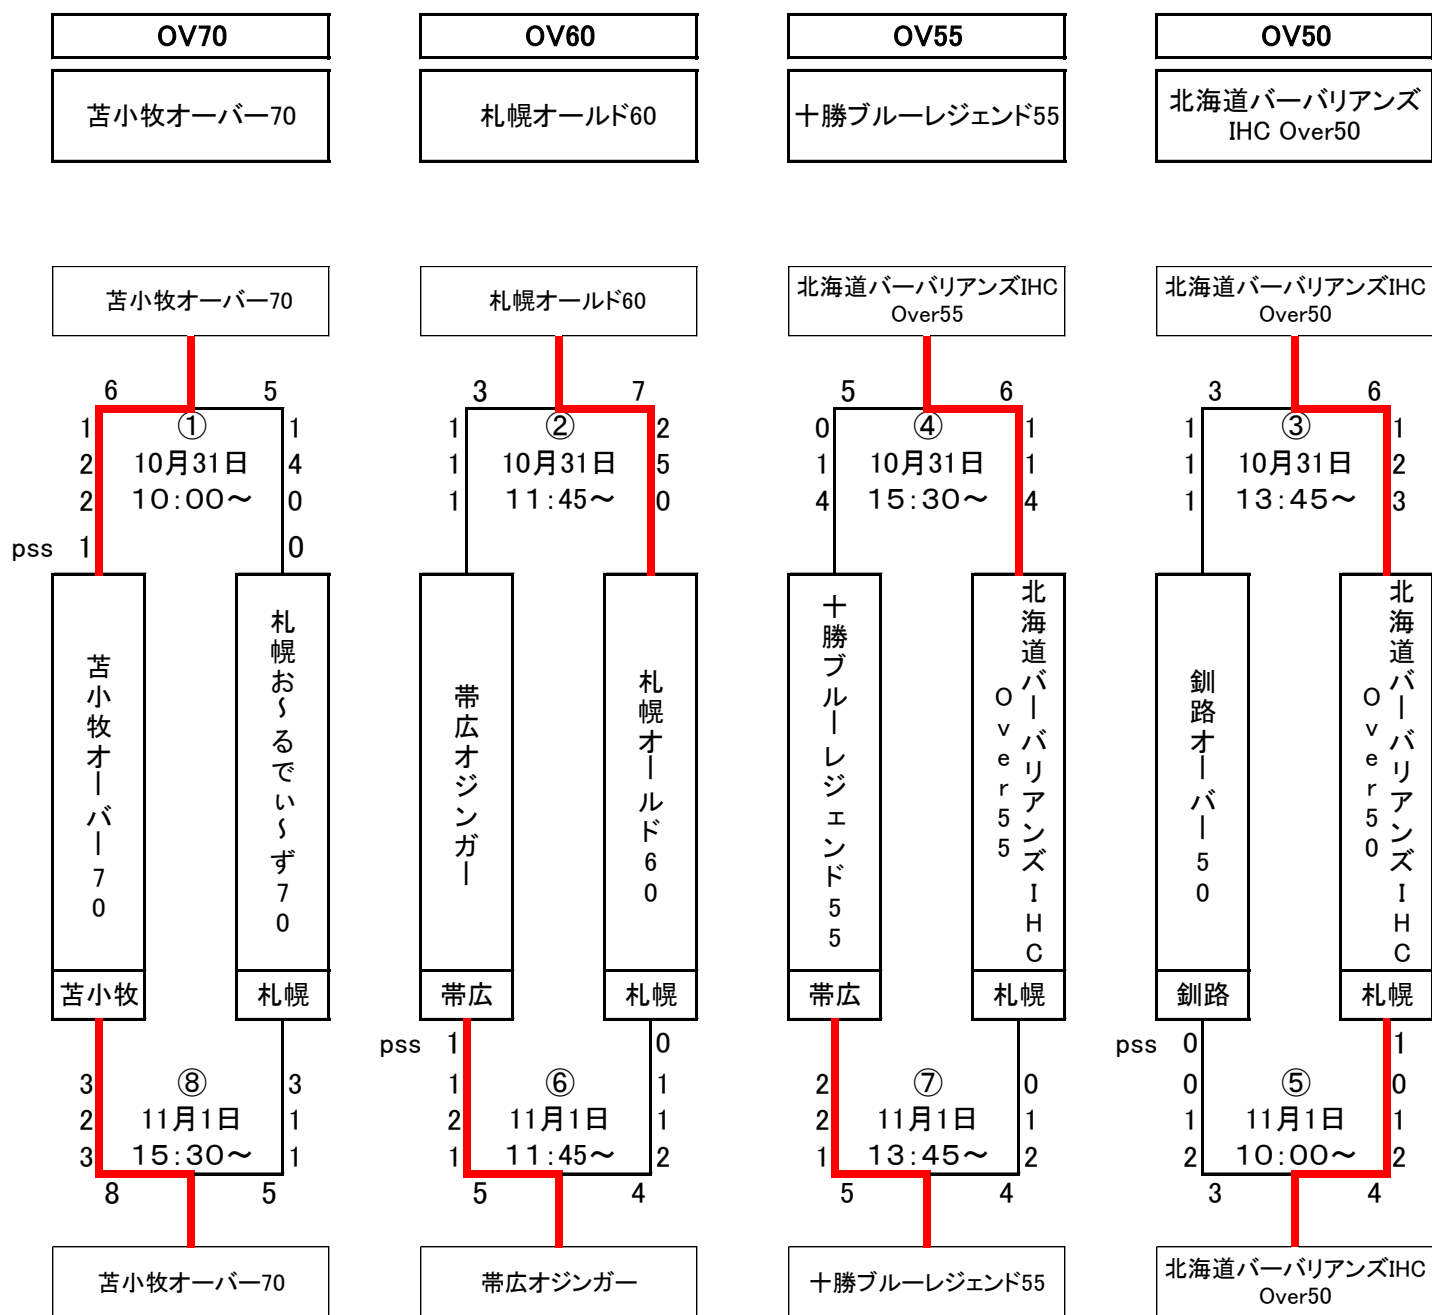 OV70
OV60
OV55
OV50
苫小牧オーバー70
札幌オールド60
十勝ブルーレジェンド55
北海道バーバリアンズ
IHC Over50
苫小牧オーバー70
札幌オールド60
北海道バーバリアンズIHC
Over55
北海道バーバリアンズIHC
Over50
6 5
1 ① 1
2 10月31日 4
2 10:00～ 0
pss 1 0
3 7
1 ② 2
1 10月31日 5
1 11:45～ 0
5 6
0 ④ 1
1 10月31日 1
4 15:30～ 4
3 6
1 ③ 1
1 10月31日 2
1 13:45～ 3
苫小牧オーバー70
札幌お～るでぃ～ず70
帯広オジンガー
札幌オールド60
十勝ブルーレジェンド55
北海道バーバリアンズIHC
Over55
釧路オーバー50
北海道バーバリアンズIHC
Over50
苫小牧
札幌
帯広
札幌
帯広
札幌
釧路
札幌
3 ⑧ 3
2 11月1日 1
3 15:30～ 1
8 5
pss 1 0
1 ⑥ 1
2 11月1日 1
1 11:45～ 2
5 4
2 ⑦ 0
2 11月1日 1
1 13:45～ 2
5 4
pss 0 1
0 ⑤ 0
1 11月1日 1
2 10:00～ 2
3 4
苫小牧オーバー70
帯広オジンガー
十勝ブルーレジェンド55
北海道バーバリアンズIHC
Over50